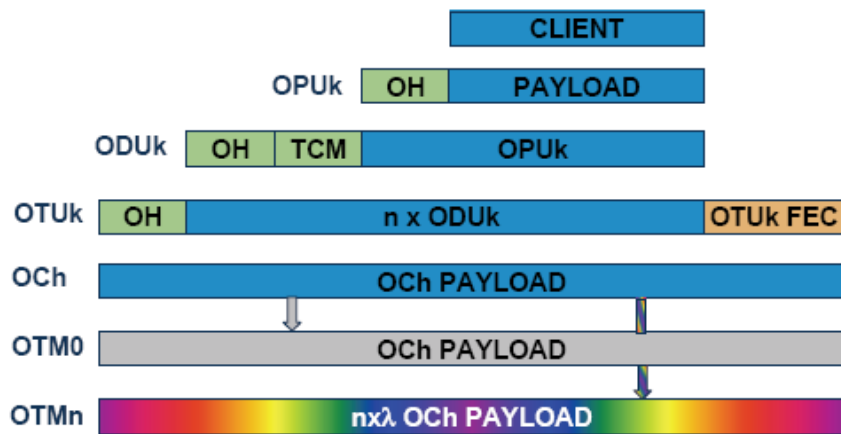 CLIENT
OPUk OH PAYLOAD
ODUk OH TCM OPUk
OTUk OH n x ODUk OTUk FEC
OCh OCh PAYLOAD
OTM0 OCh PAYLOAD
OTMn nxλ OCh PAYLOAD